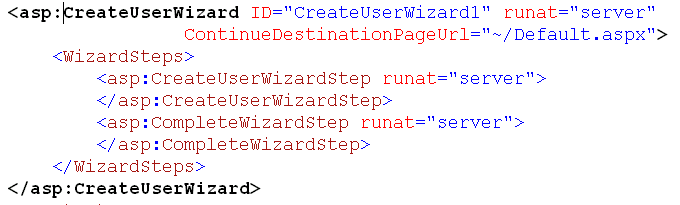 <asp:CreateUserWizard ID="CreateUserWizard1" runat="server"
ContinueDestinationPageUrl="~/Default.aspx">
<WizardSteps>
<asp:CreateUserWizardStep runat="server">
</asp:CreateUserWizardStep>
<asp:CompleteWizardStep runat="server">
</asp:CompleteWizardStep>
</WizardSteps>
</asp:CreateUserWizard>